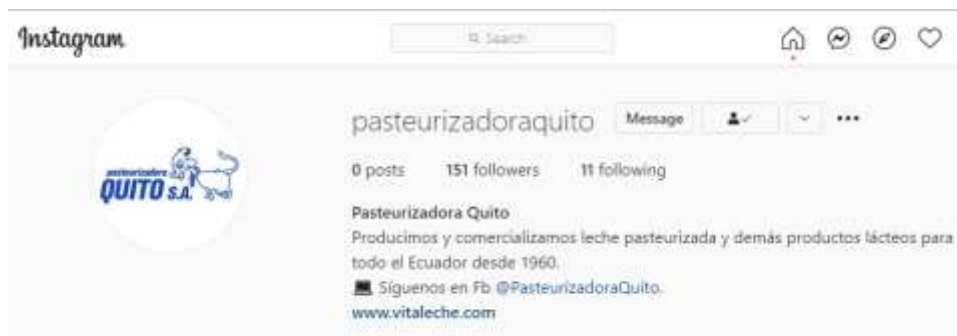 Instagram
Search
pasteurizadoraquito Message
0 posts 151 followers 11 following
Pasteurizadora Quito
Producimos y comercializamos leche pasteurizada y demás productos lácteos para
todo el Ecuador desde 1960.
Síguenos en Fb @PasteurizadoraQuito.
www.vitaleche.com
pasteurizadora
QUITO S.A.